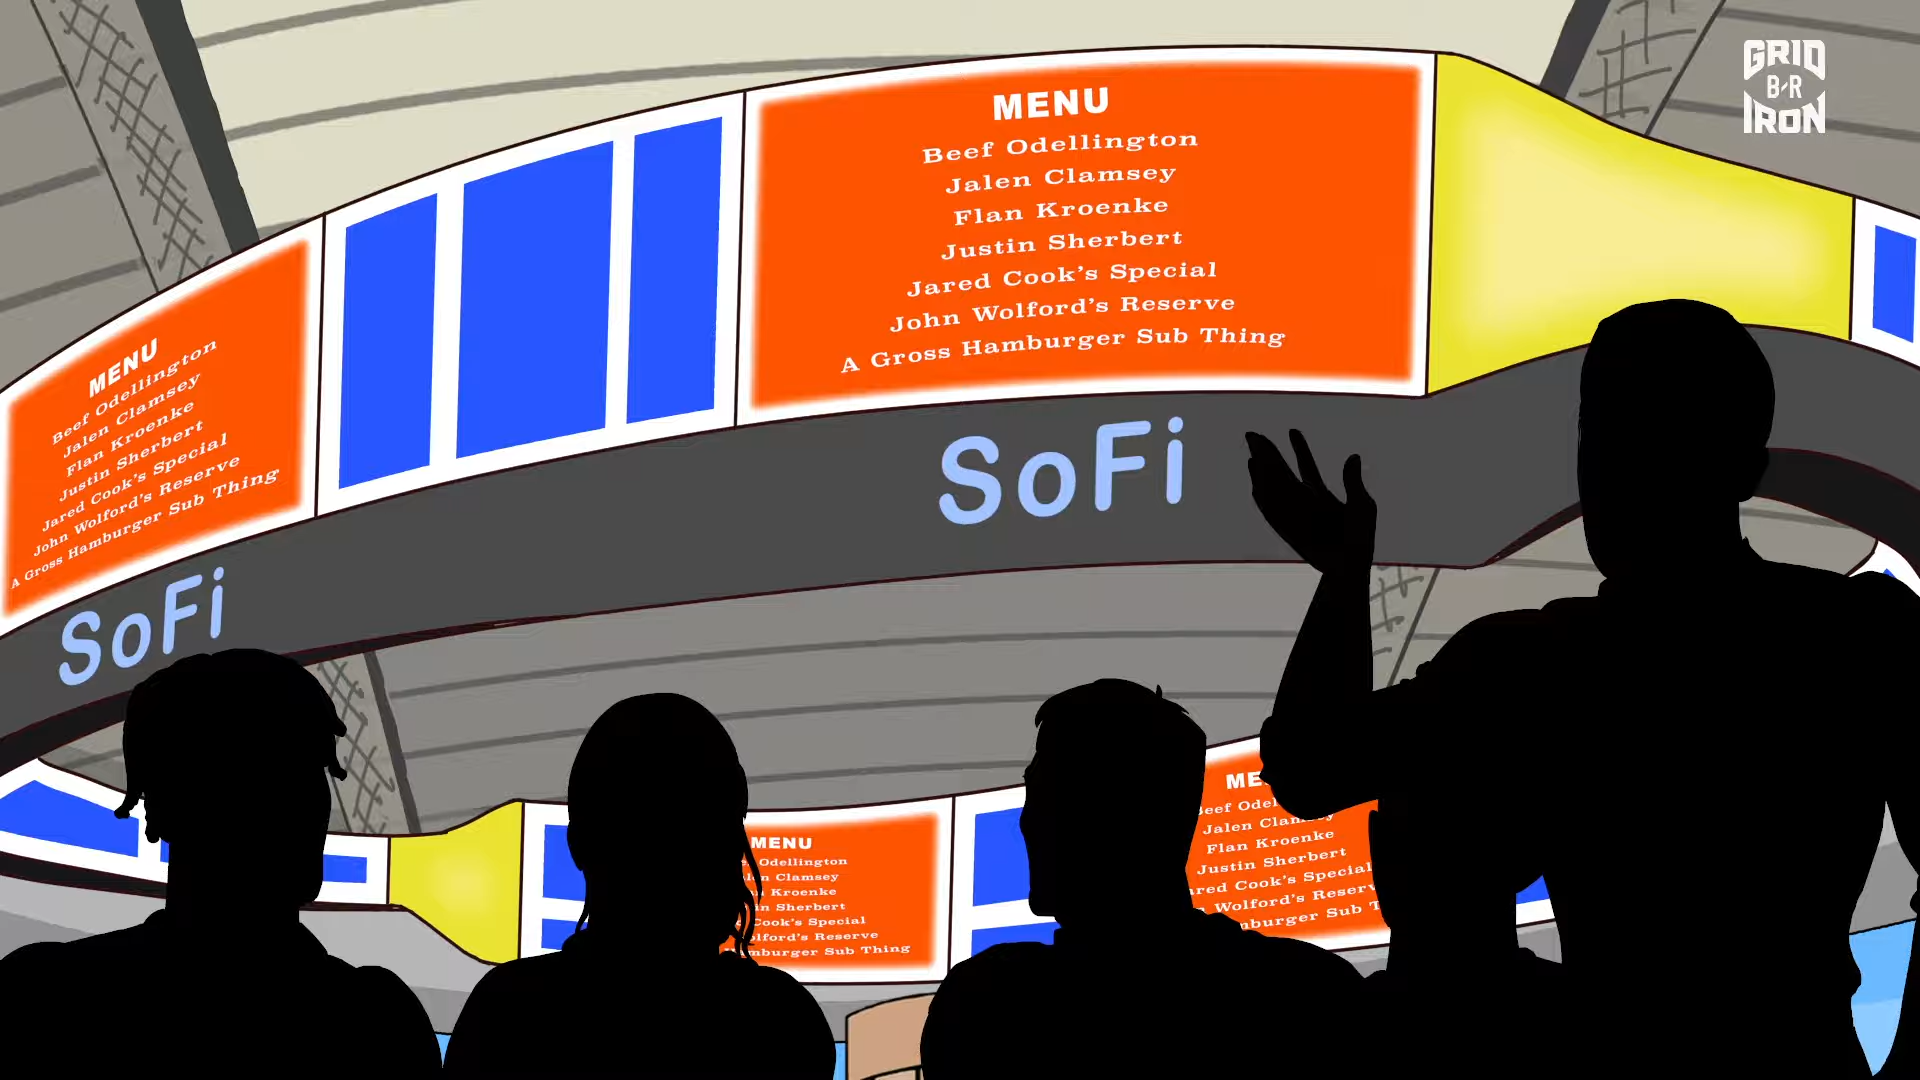 GRID
B/R
IRON
MENU
Beef Odellington
Jalen Clamsey
Flan Kroenke
Justin Sherbert
Jared Cook's Special
John Wolford's Reserve
A Gross Hamburger Sub Thing
SoFi
MENU
Beef Odellington
Jalen Clamsey
Flan Kroenke
Justin Sherbert
Jared Cook's Special
John Wolford's Reserve
A Gross Hamburger Sub Thing
SoFi
MENU
Odellington
Clamsey
Kroenke
Sherbert
Cook's Special
Reserve
Sub Thing
Jalen
Flan Kroenke
Justin Sherbert
Cook's Special
Sub